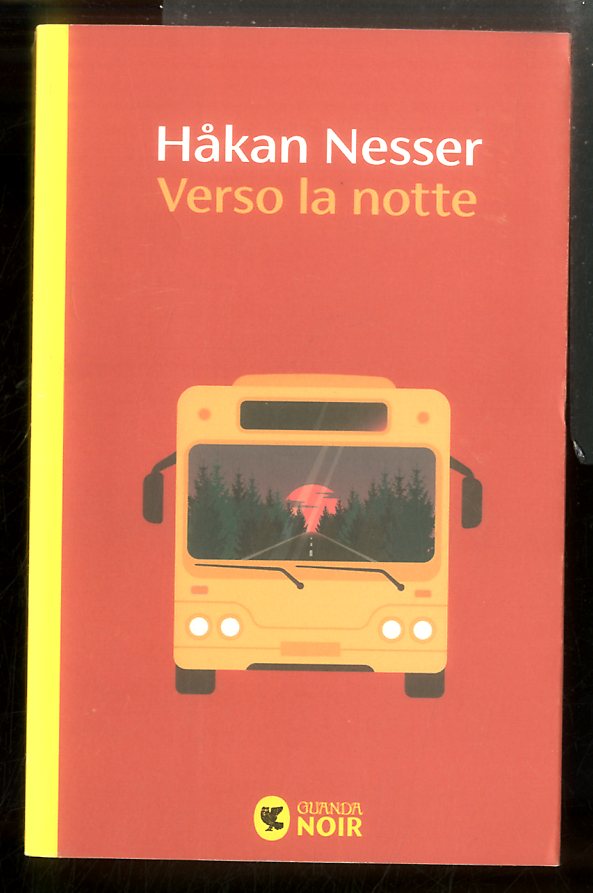 Håkan Nesser
Verso la notte
GUANDA
NOIR